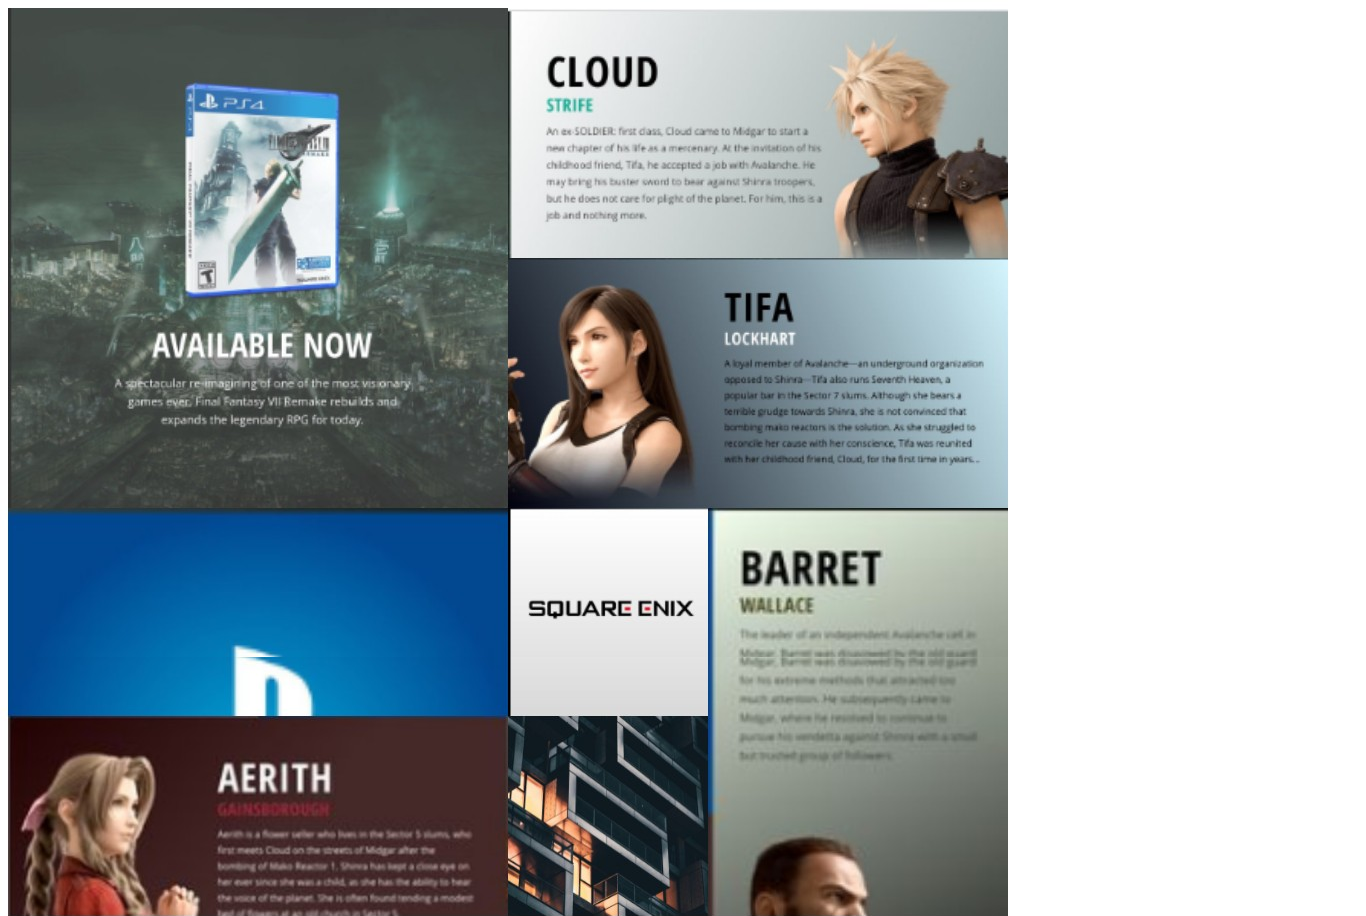 PS4
AVAILABLE NOW
A spectacular re-imagining of one of the most visionary
games ever, Final Fantasy VII Remake rebuilds and
expands the legendary RPG for today.
CLOUD
STRIFE
An ex-SOLDIER: first class, Cloud came to Midgar to start a
new chapter of his life as a mercenary. At the invitation of his
childhood friend, Tifa, he accepted a job with Avalanche. He
may bring his buster sword to bear against Shinra troopers,
but he does not care for plight of the planet. For him, this is a
job and nothing more.
TIFA
LOCKHART
A loyal member of Avalanche—an underground organization
opposed to Shinra—Tifa also runs Seventh Heaven, a
popular bar in the Sector 7 slums. Although she bears a
terrible grudge towards Shinra, she is not convinced that
bombing mako reactors is the solution. As she struggled to
reconcile her cause with her conscience, Tifa was reunited
with her childhood friend, Cloud, for the first time in years...
SQUARE ENIX
BARRET
WALLACE
The leader of an independent Avalanche cell in
Midgar, Barret was disavowed by the old guard
Midgar, Barret was disavowed by the old guard
for his extreme methods that attracted too
much attention. He subsequently came to
Midgar, where he resolved to continue to
pursue his vendetta against Shinra with a small
but trusted group of followers.
AERITH
GAINSBOROUGH
Aerith is a flower seller who lives in the Sector 5 slums, who
first meets Cloud on the streets of Midgar after the
bombing of Mako Reactor 1. Shinra has kept a close eye on
her ever since she was a child, as she has the ability to hear
the voice of the planet. She is often found tending a modest
bed of flowers at an old church in Sector 5.